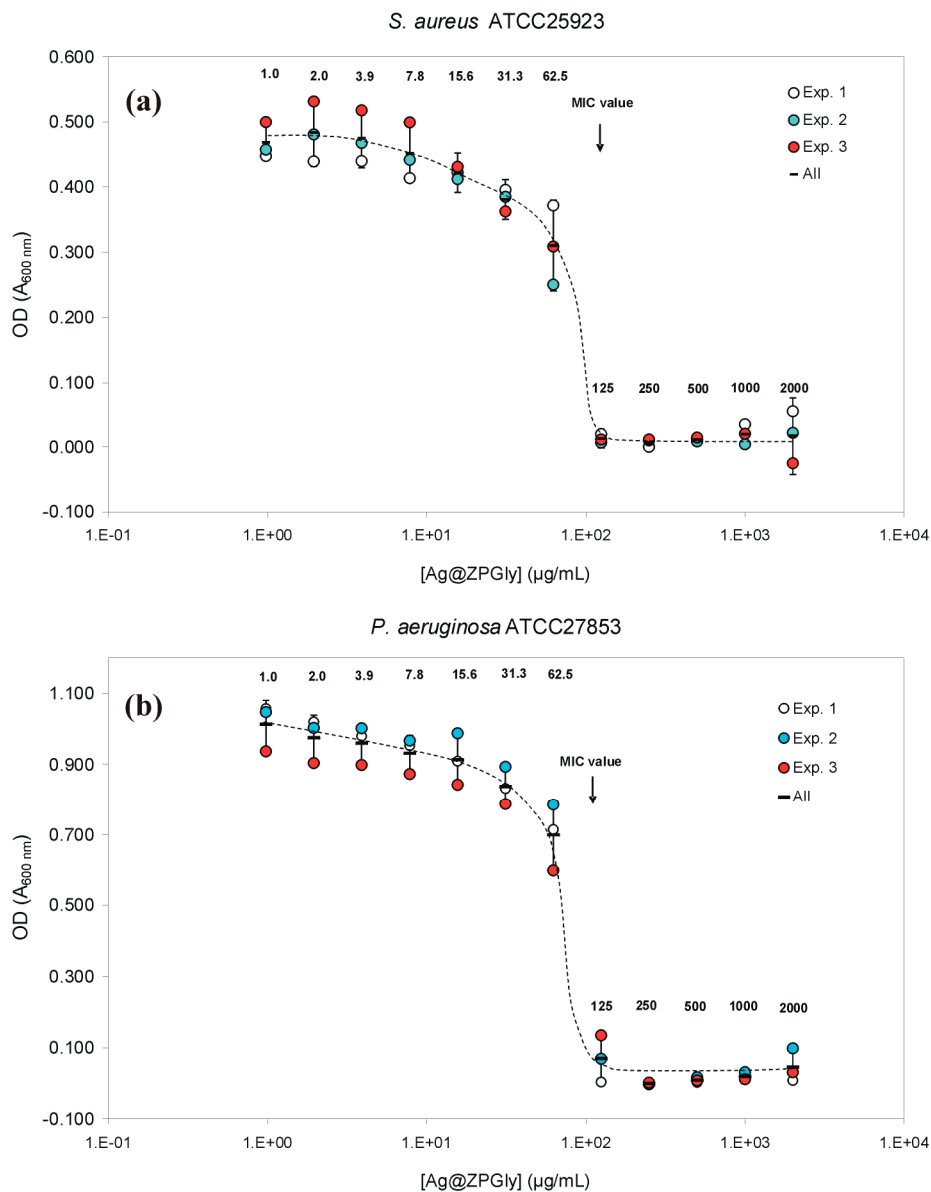 S. aureus ATCC25923
(a)
0.600
0.500
0.400
0.300
0.200
0.100
0.000
-0.100
OD (A600 nm)
1.0 2.0 3.9 7.8 15.6 31.3 62.5
MIC value
Exp. 1
Exp. 2
Exp. 3
All
125 250 500 1000 2000
1.E-01 1.E+00 1.E+01 1.E+02 1.E+03 1.E+04
[Ag@ZPGly] (µg/mL)
P. aeruginosa ATCC27853
(b)
1.100
0.900
0.700
0.500
0.300
0.100
-0.100
OD (A600 nm)
1.0 2.0 3.9 7.8 15.6 31.3 62.5
MIC value
Exp. 1
Exp. 2
Exp. 3
All
125 250 500 1000 2000
1.E-01 1.E+00 1.E+01 1.E+02 1.E+03 1.E+04
[Ag@ZPGly] (µg/mL)